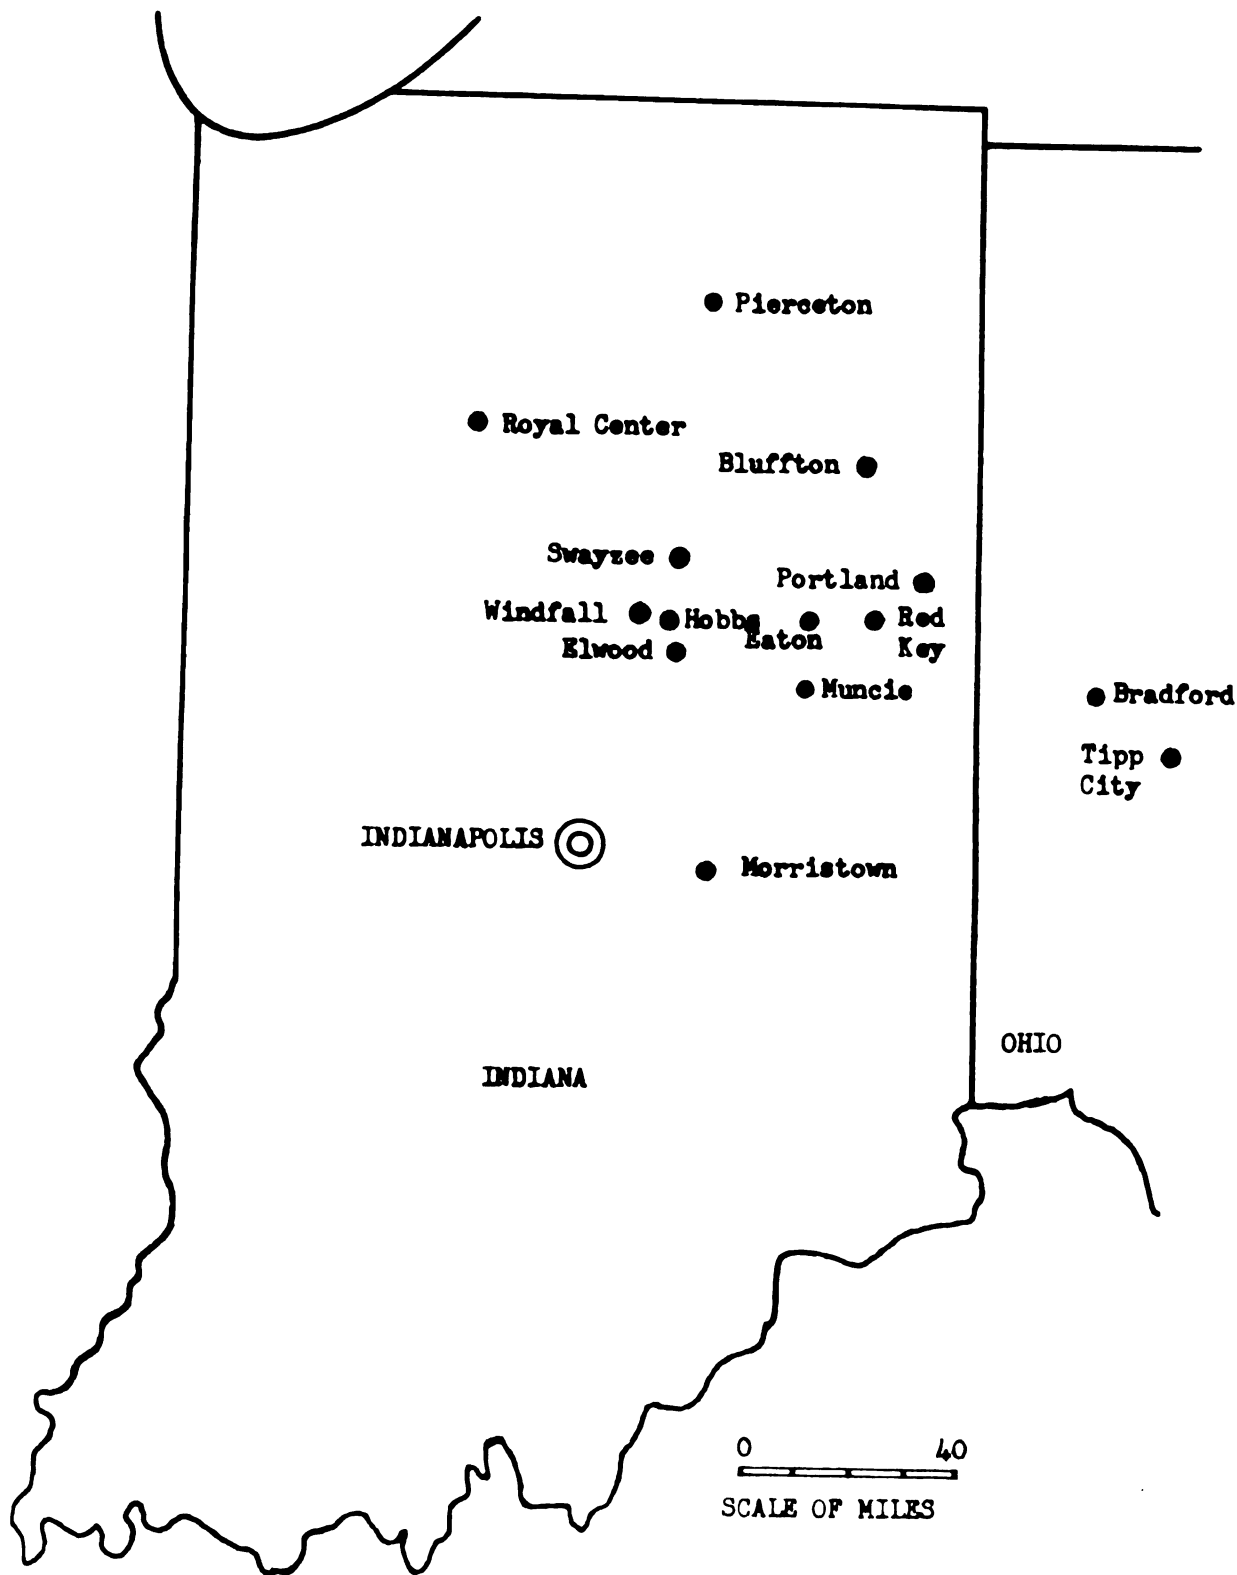 Pierceton
Royal Center
Bluffton
Swayzee
Portland
Windfall
Hobbs
Eaton
Red
Key
Elwood
Muncie
Bradford
Tipp
City
INDIANAPOLIS
Morristown
OHIO
INDIANA
0 40
SCALE OF MILES